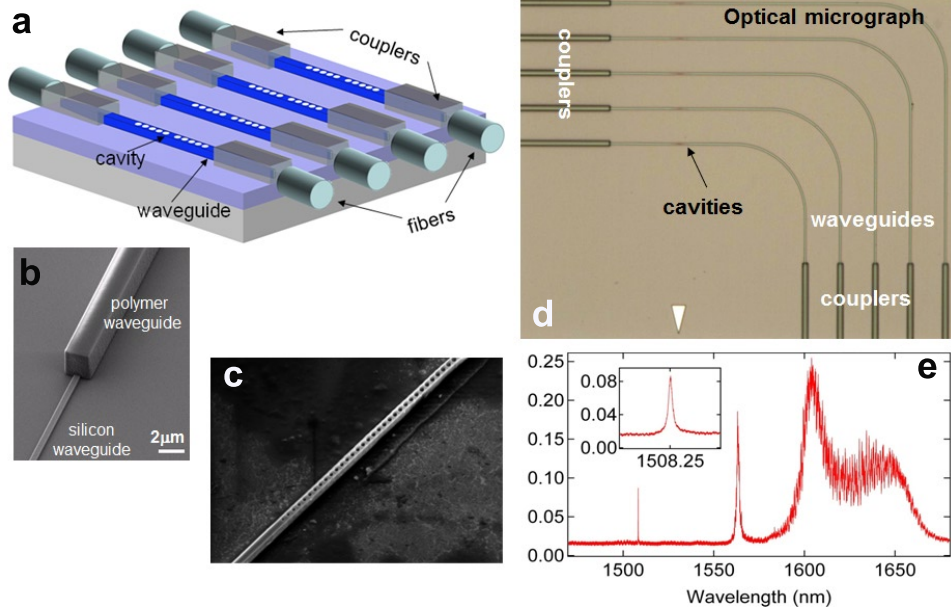 a
couplers
cavity
waveguide
fibers
b
polymer
waveguide
silicon
waveguide
2μm
c
Optical micrograph
couplers
cavities
waveguides
couplers
d
e
0.25
0.20
0.15
0.10
0.05
0.00
0.08
0.04
0.00
1508.25
1500
1550
1600
1650
Wavelength (nm)